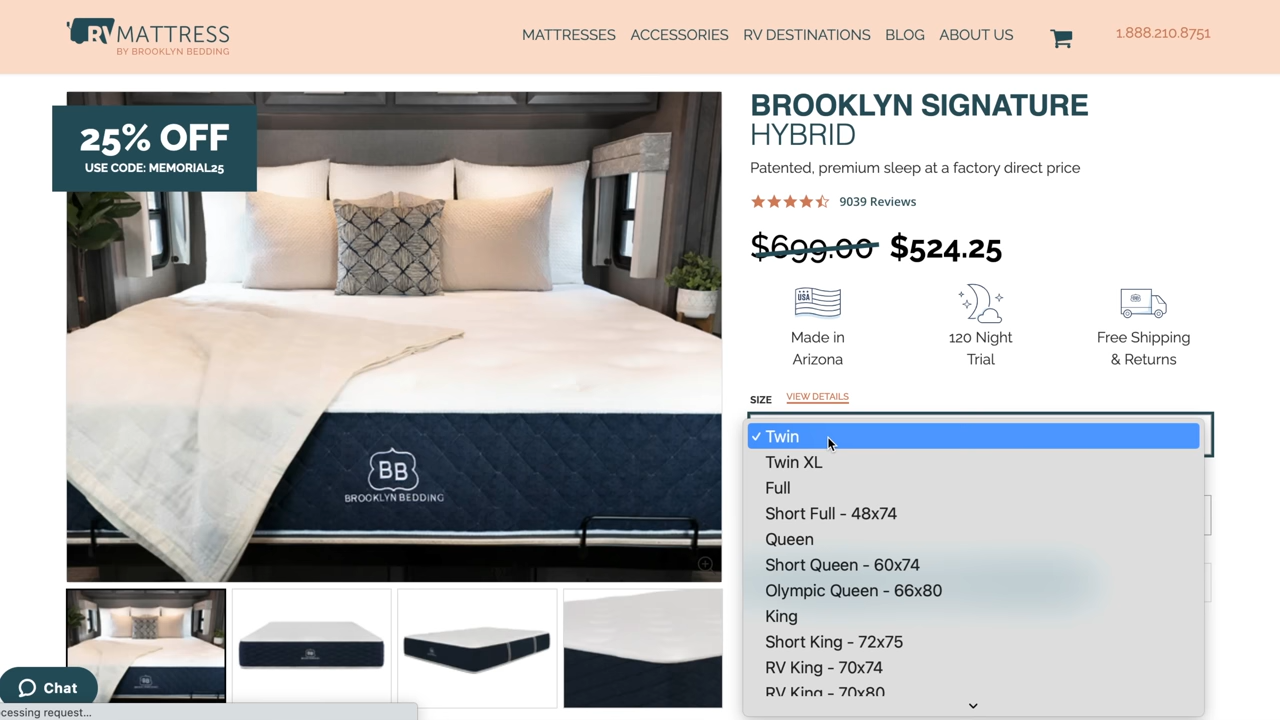 RVMATTRESS
BY BROOKLYN BEDDING
MATTRESSES
ACCESSORIES
RV DESTINATIONS
BLOG
ABOUT US
1.888.210.8751
25% OFF
USE CODE: MEMORIAL25
BB
BROOKLYN BEDDING
BROOKLYN SIGNATURE
HYBRID
Patented, premium sleep at a factory direct price
9039 Reviews
$699.00 $524.25
USA
Made in
Arizona
120 Night
Trial
Free Shipping
& Returns
SIZE
VIEW DETAILS
✓ Twin
Twin XL
Full
Short Full - 48x74
Queen
Short Queen - 60x74
Olympic Queen - 66x80
King
Short King - 72x75
RV King - 70x74
RV King - 70x80
Chat
cessing request...